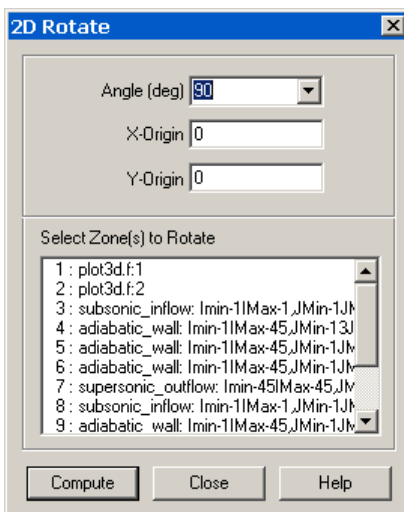 2D Rotate
Angle (deg) 90
X-Origin 0
Y-Origin 0
Select Zone(s) to Rotate
1 : plot3d.f:1
2 : plot3d.f:2
3 : subsonic_inflow: Imin-1IMax-1,JMin-1JM
4 : adiabatic_wall: Imin-1IMax-45,JMin-13J
5 : adiabatic_wall: Imin-1IMax-45,JMin-1JM
6 : adiabatic_wall: Imin-1IMax-45,JMin-1JM
7 : supersonic_outflow: Imin-45IMax-45,JM
8 : subsonic_inflow: Imin-1IMax-1,JMin-1JM
9 : adiabatic_wall: Imin-1IMax-45,JMin-1JM
Compute Close Help